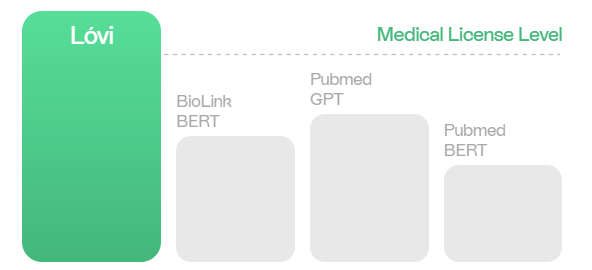 Lóvi
Medical License Level
BioLink
BERT
Pubmed
GPT
Pubmed
BERT